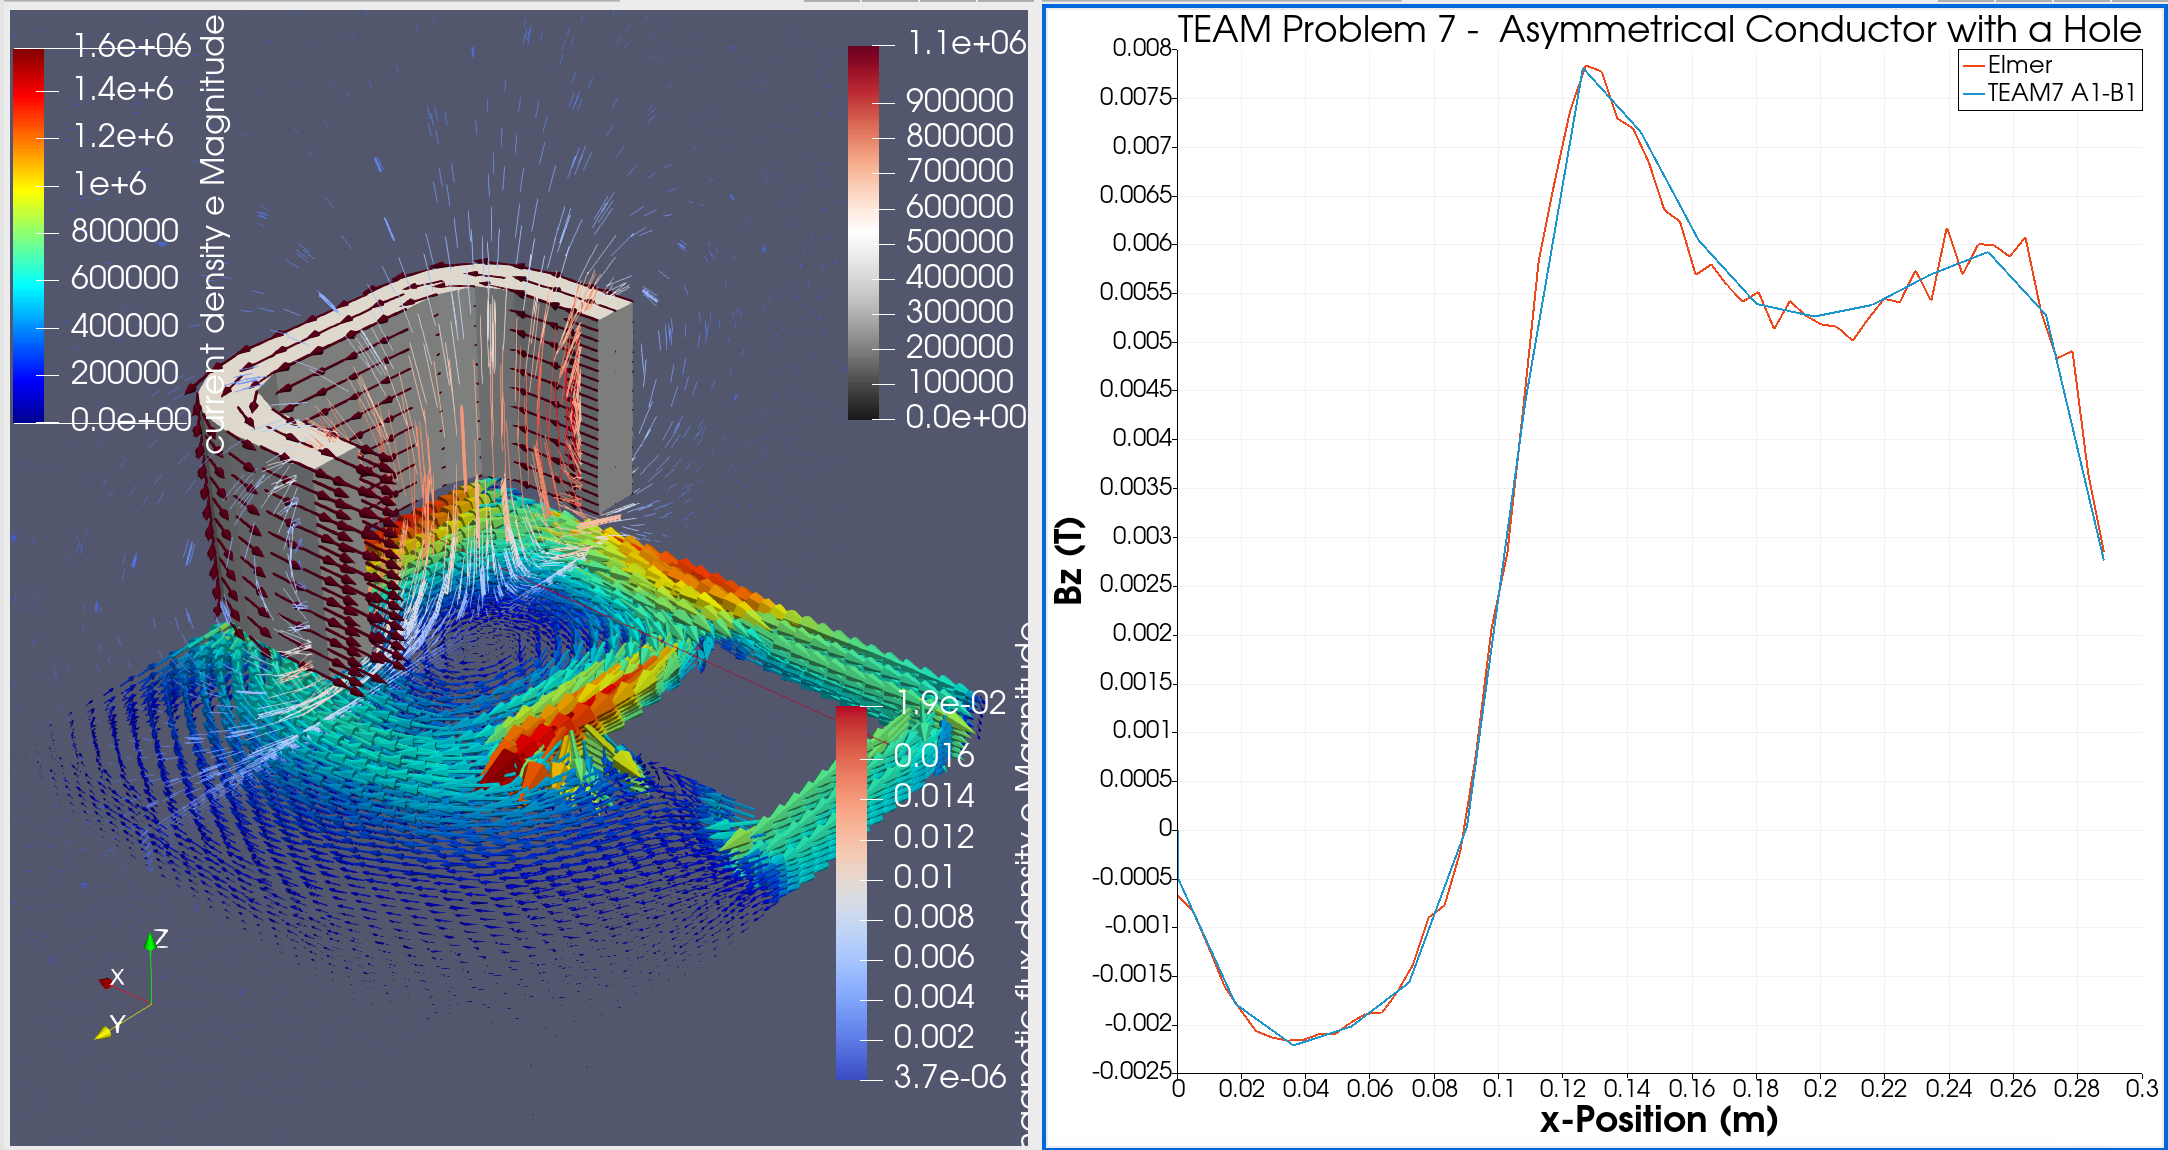 1.6e+06
1.4e+6
1.2e+6
1e+6
800000
600000
400000
200000
0.0e+00
current density e Magnitude
1.1e+06
900000
800000
700000
600000
500000
400000
300000
200000
100000
0.0e+00
1.9e-02
0.016
0.014
0.012
0.01
0.008
0.006
0.004
0.002
3.7e-06
agnetic flux density e Magnitude
Z
X
Y
TEAM Problem 7 -  Asymmetrical Conductor with a Hole
Elmer
TEAM7 A1-B1
0.008
0.0075
0.007
0.0065
0.006
0.0055
0.005
0.0045
0.004
0.0035
0.003
0.0025
0.002
0.0015
0.001
0.0005
0
-0.0005
-0.001
-0.0015
-0.002
-0.0025
Bz (T)
0 0.02 0.04 0.06 0.08 0.1 0.12 0.14 0.16 0.18 0.2 0.22 0.24 0.26 0.28 0.3
x-Position (m)